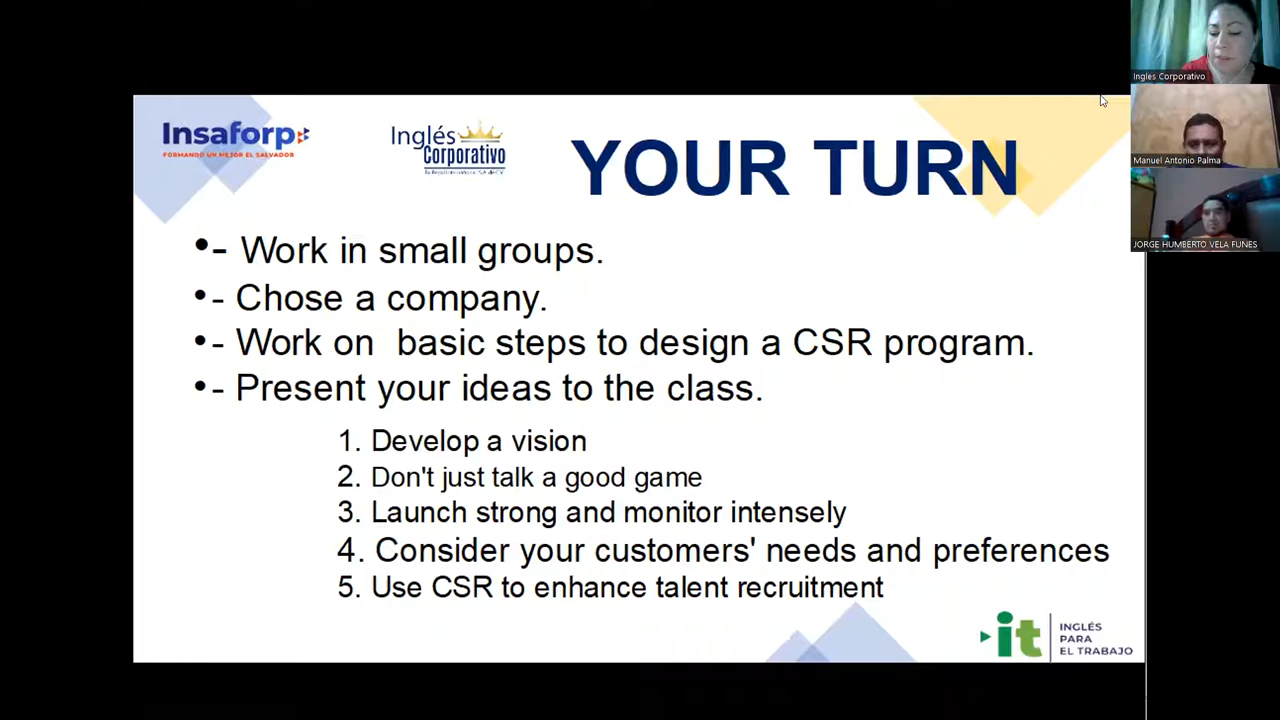 Insaforp
FORMANDO UN MEJOR EL SALVADOR
Inglés
Corporativo
YOUR TURN
•- Work in small groups.
•- Chose a company.
•- Work on  basic steps to design a CSR program.
•- Present your ideas to the class.
1. Develop a vision
2. Don't just talk a good game
3. Launch strong and monitor intensely
4. Consider your customers' needs and preferences
5. Use CSR to enhance talent recruitment
it
INGLÉS
PARA
EL TRABAJO
Ingles Corporativo
Manuel Antonio Palma
JORGE HUMBERTO VELA FUNES